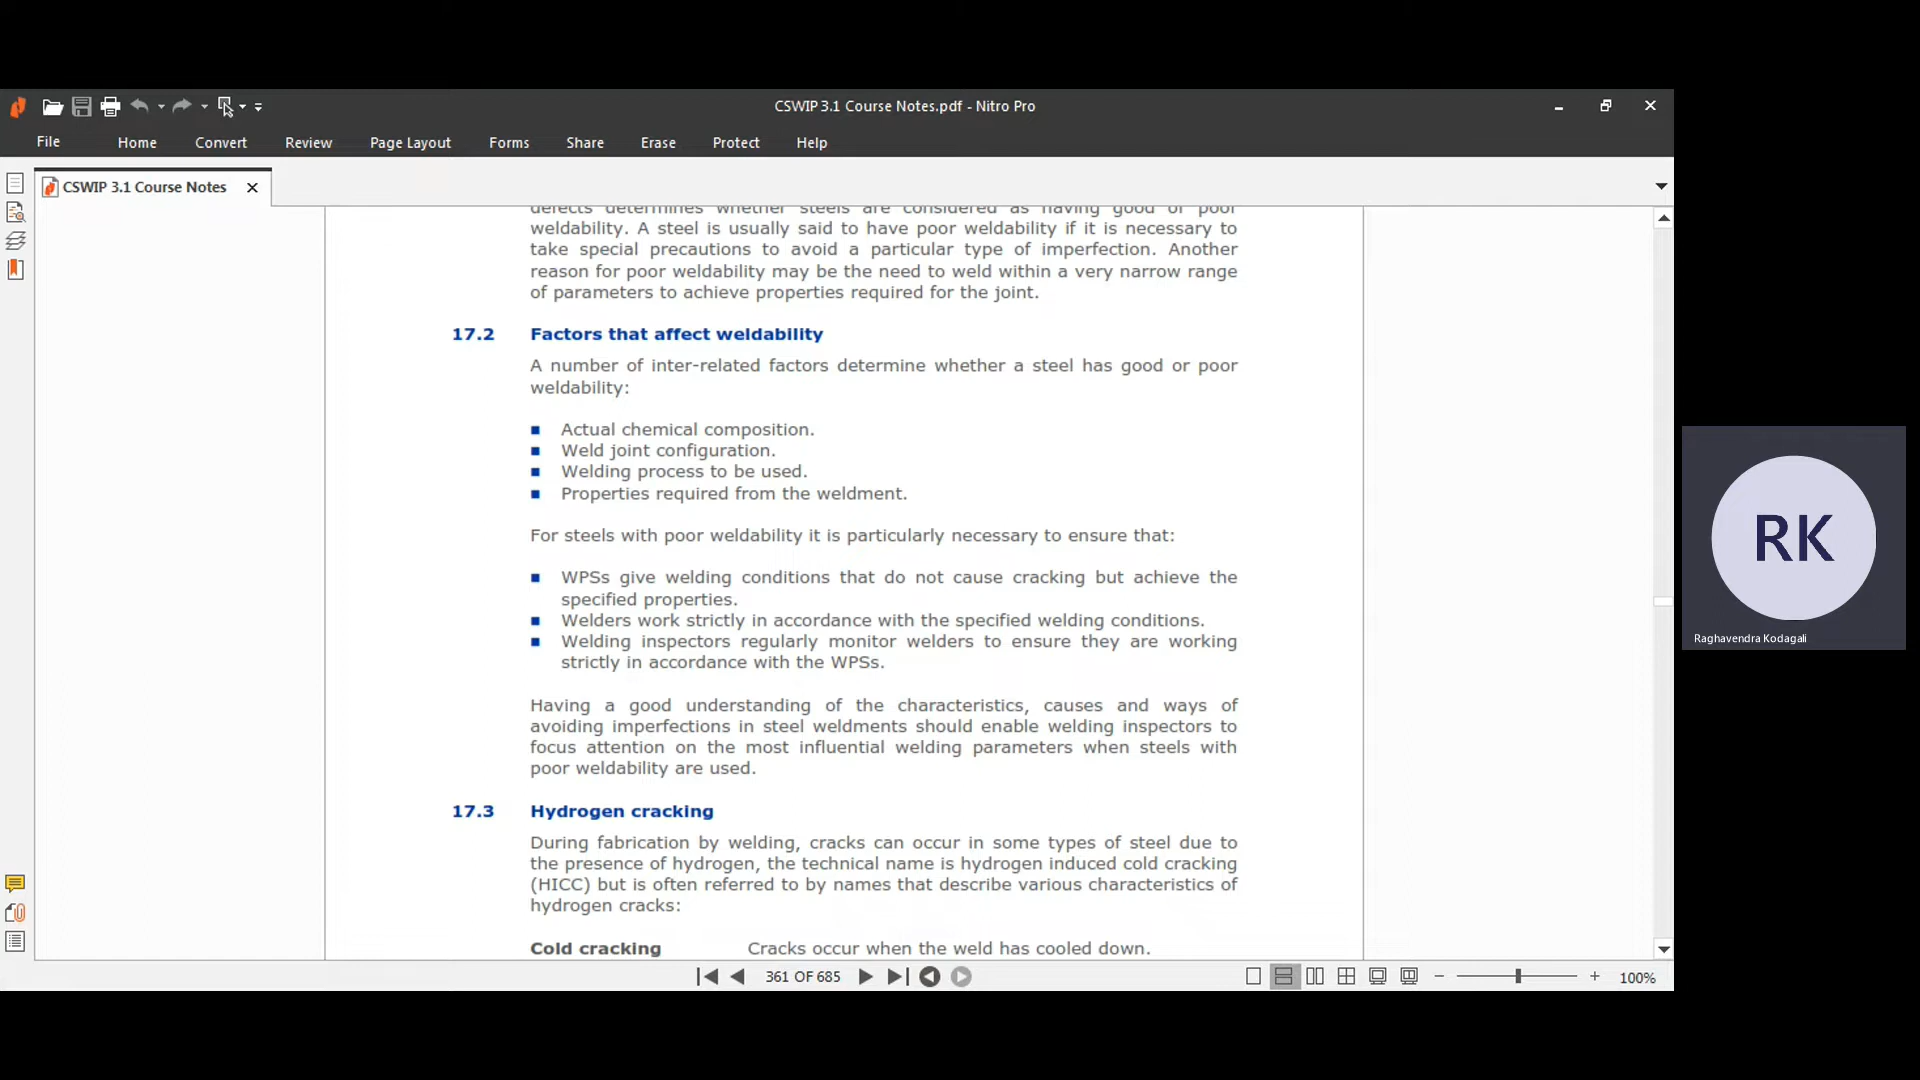 CSWIP 3.1 Course Notes.pdf - Nitro Pro
File Home Convert Review Page Layout Forms Share Erase Protect Help
CSWIP 3.1 Course Notes
defects determines whether steels are considered as having good or poor
weldability. A steel is usually said to have poor weldability if it is necessary to
take special precautions to avoid a particular type of imperfection. Another
reason for poor weldability may be the need to weld within a very narrow range
of parameters to achieve properties required for the joint.
17.2 Factors that affect weldability
A number of inter-related factors determine whether a steel has good or poor
weldability:
Actual chemical composition.
Weld joint configuration.
Welding process to be used.
Properties required from the weldment.
For steels with poor weldability it is particularly necessary to ensure that:
WPSs give welding conditions that do not cause cracking but achieve the
specified properties.
Welders work strictly in accordance with the specified welding conditions.
Welding inspectors regularly monitor welders to ensure they are working
strictly in accordance with the WPSs.
Having a good understanding of the characteristics, causes and ways of
avoiding imperfections in steel weldments should enable welding inspectors to
focus attention on the most influential welding parameters when steels with
poor weldability are used.
17.3 Hydrogen cracking
During fabrication by welding, cracks can occur in some types of steel due to
the presence of hydrogen, the technical name is hydrogen induced cold cracking
(HICC) but is often referred to by names that describe various characteristics of
hydrogen cracks:
Cold cracking Cracks occur when the weld has cooled down.
361 OF 685
100%
RK
Raghavendra Kodagali